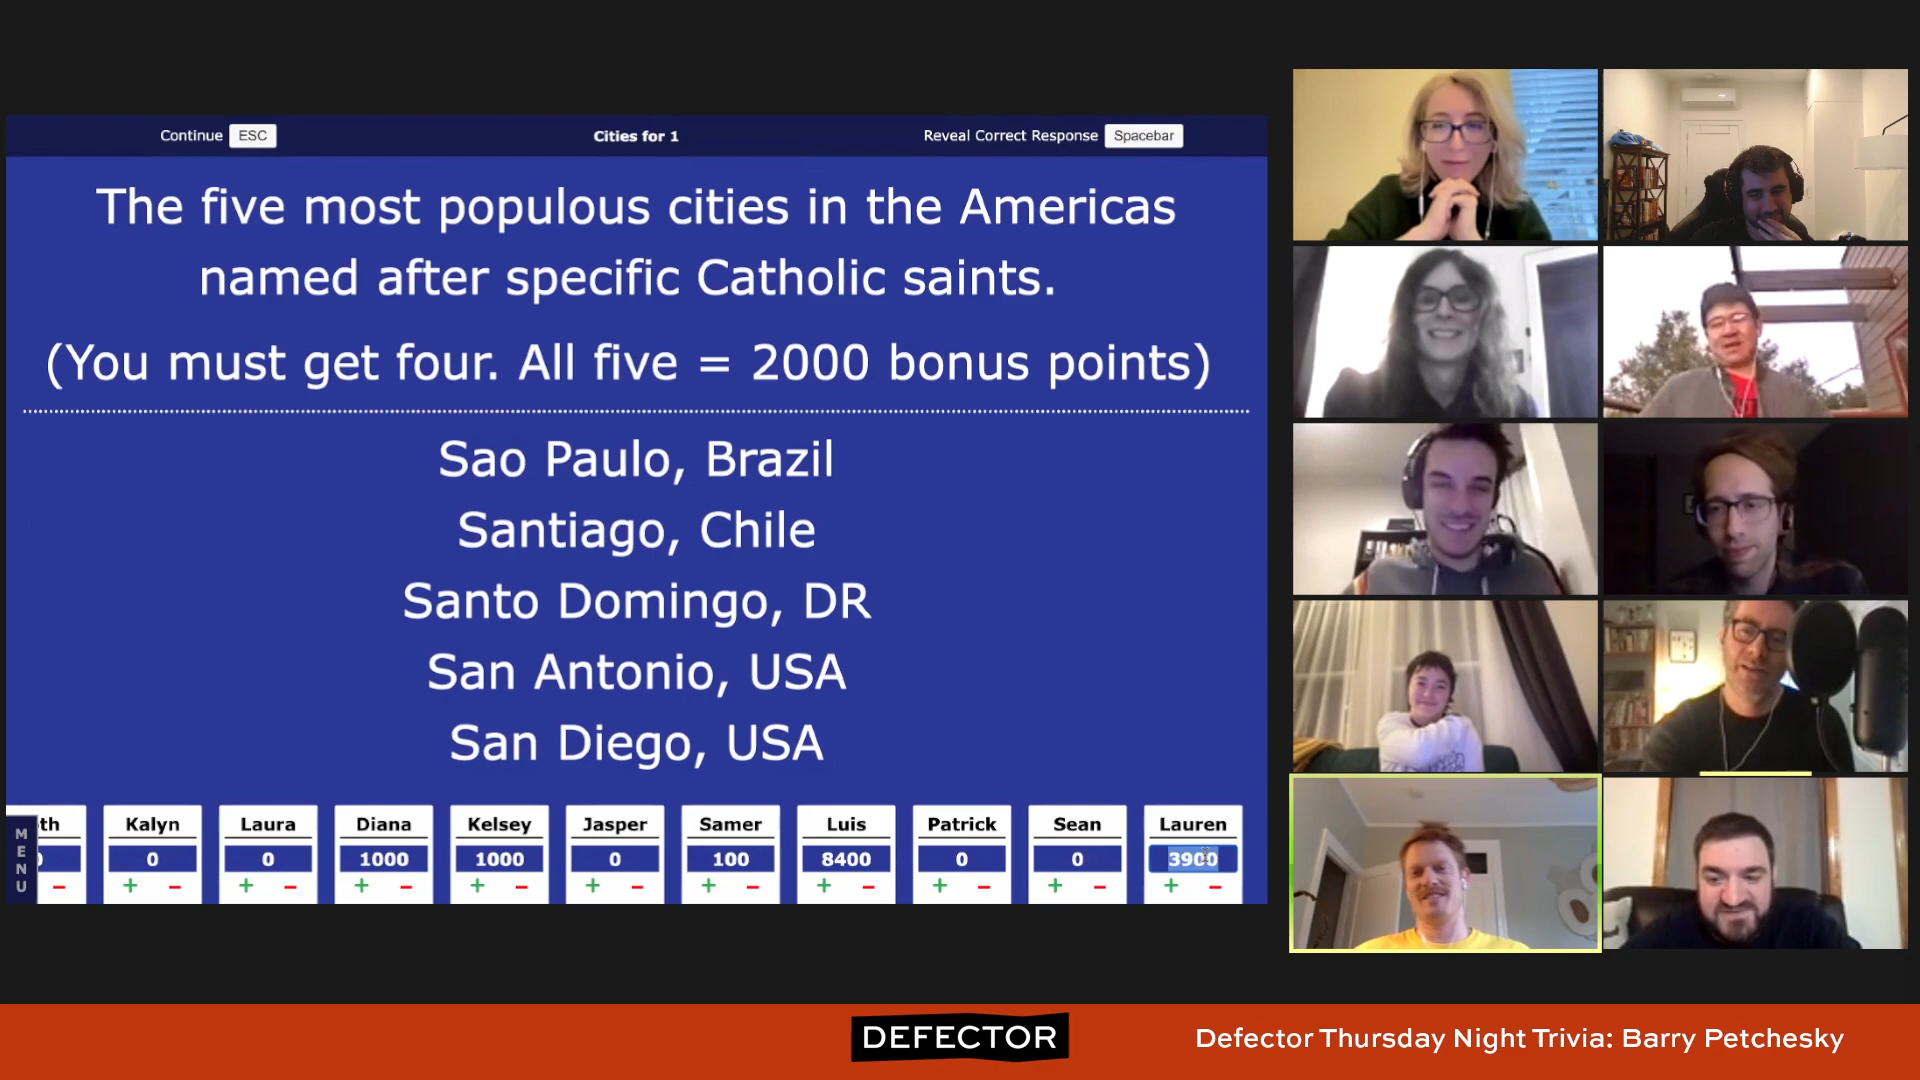 Continue ESC
Cities for 1
Reveal Correct Response Spacebar
The five most populous cities in the Americas
named after specific Catholic saints.
(You must get four. All five = 2000 bonus points)
Sao Paulo, Brazil
Santiago, Chile
Santo Domingo, DR
San Antonio, USA
San Diego, USA
MENU
th Kalyn Laura Diana Kelsey Jasper Samer Luis Patrick Sean Lauren
0 0 0 1000 1000 0 100 8400 0 0 3900
+ - + - + - + - + - + - + - + - + - + -
DEFECTOR
Defector Thursday Night Trivia: Barry Petchesky